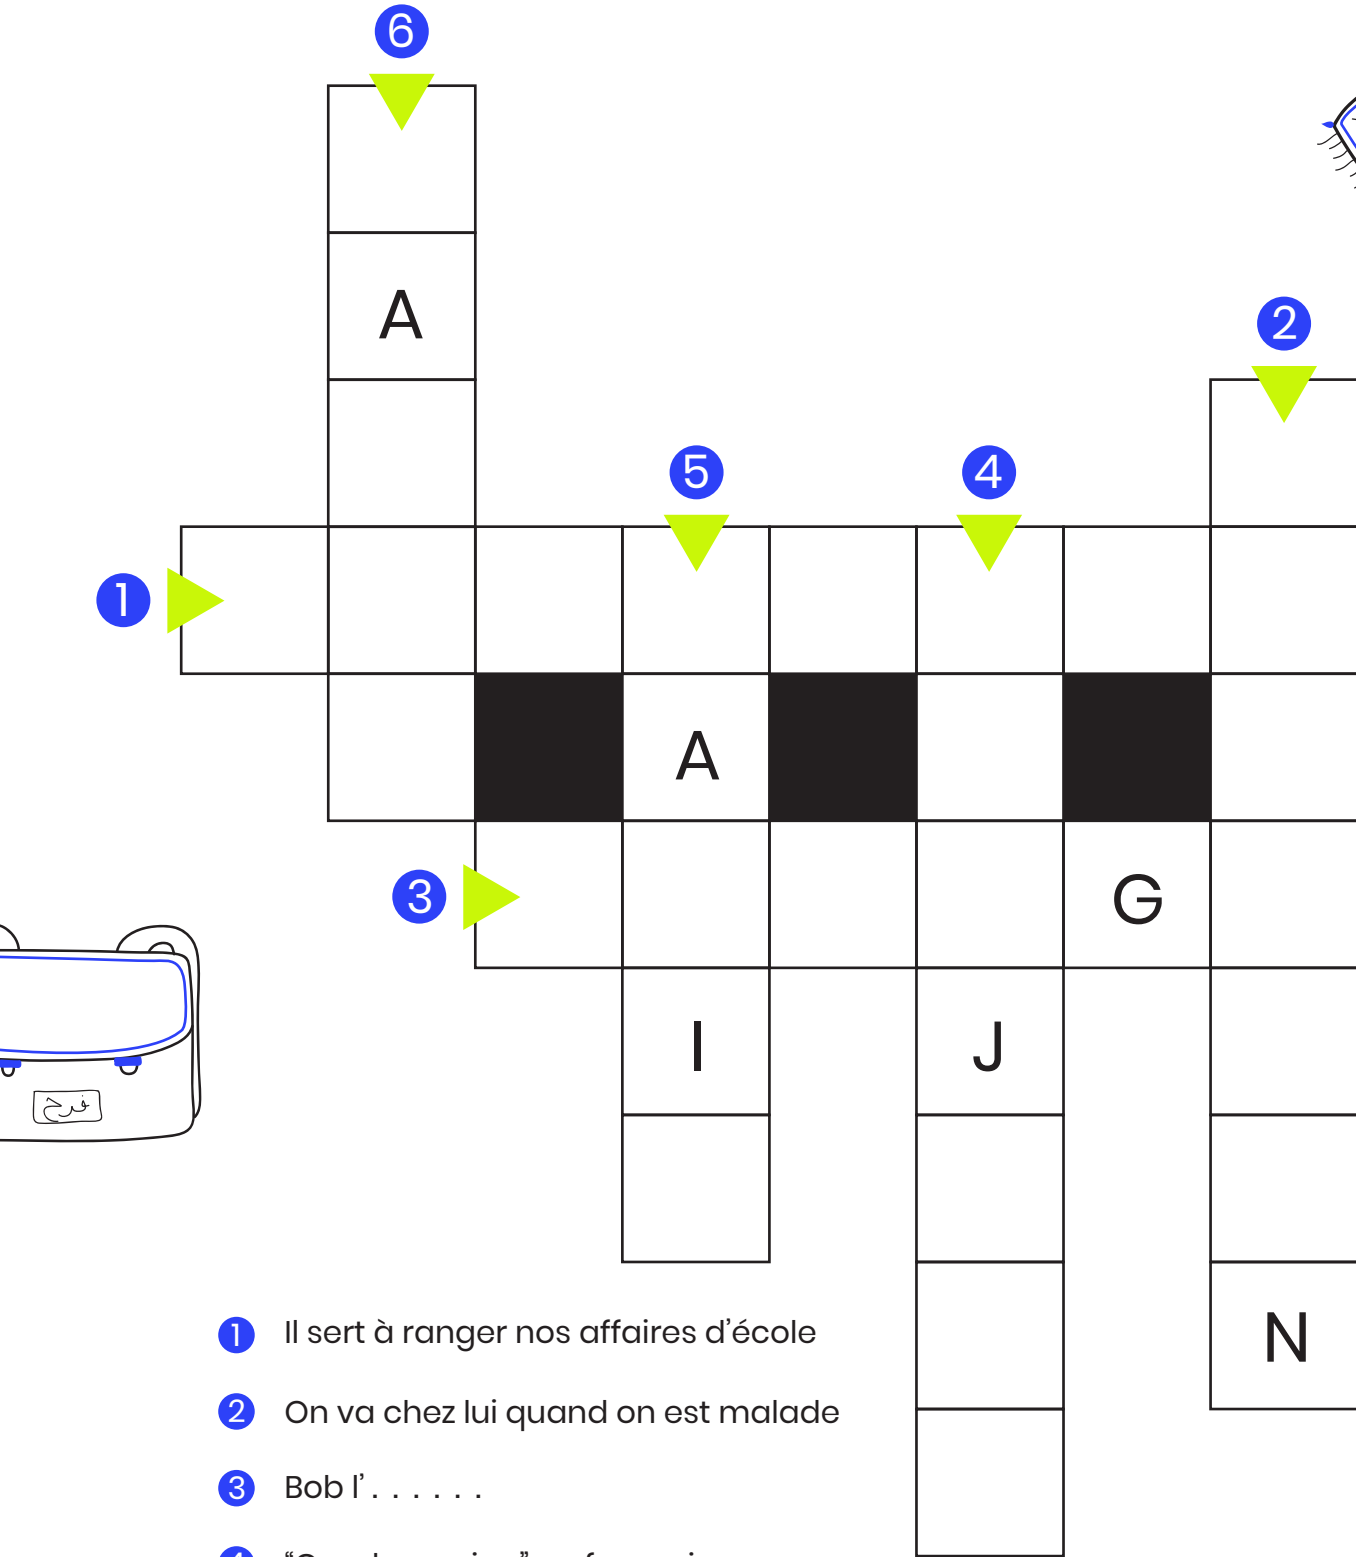 6
A
2
5
4
1
A
3
G
I
J
فرح
N
1 Il sert à ranger nos affaires d’école
2 On va chez lui quand on est malade
3 Bob l’ . . . . . .